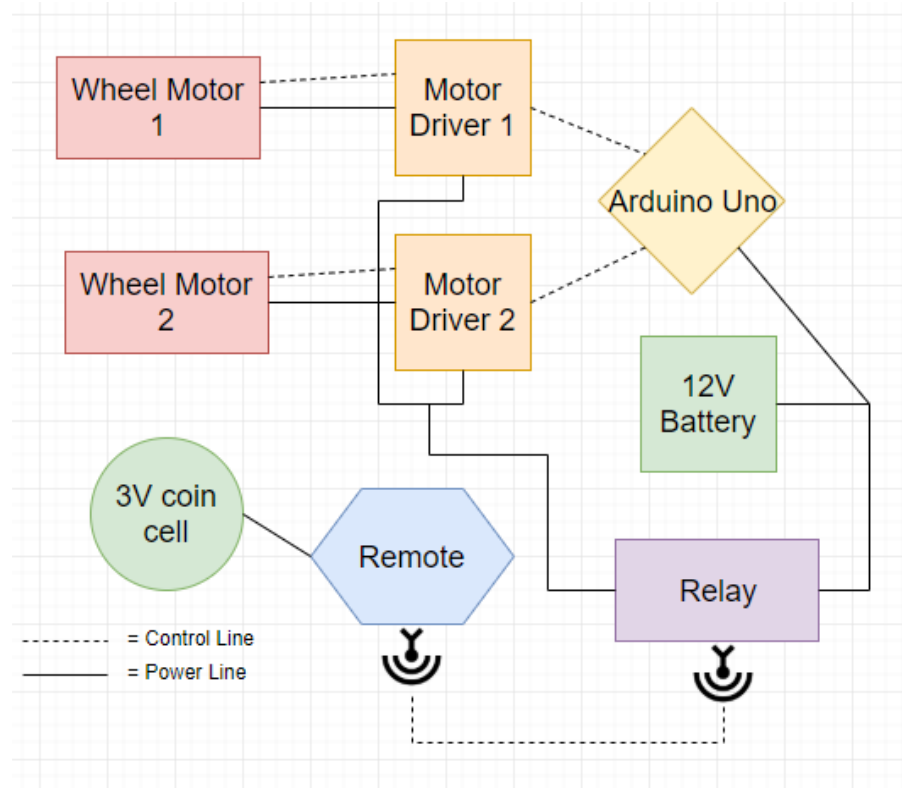 Wheel Motor
1
Motor
Driver 1
Arduino Uno
Wheel Motor
2
Motor
Driver 2
12V
Battery
3V coin
cell
Remote
Relay
= Control Line
= Power Line